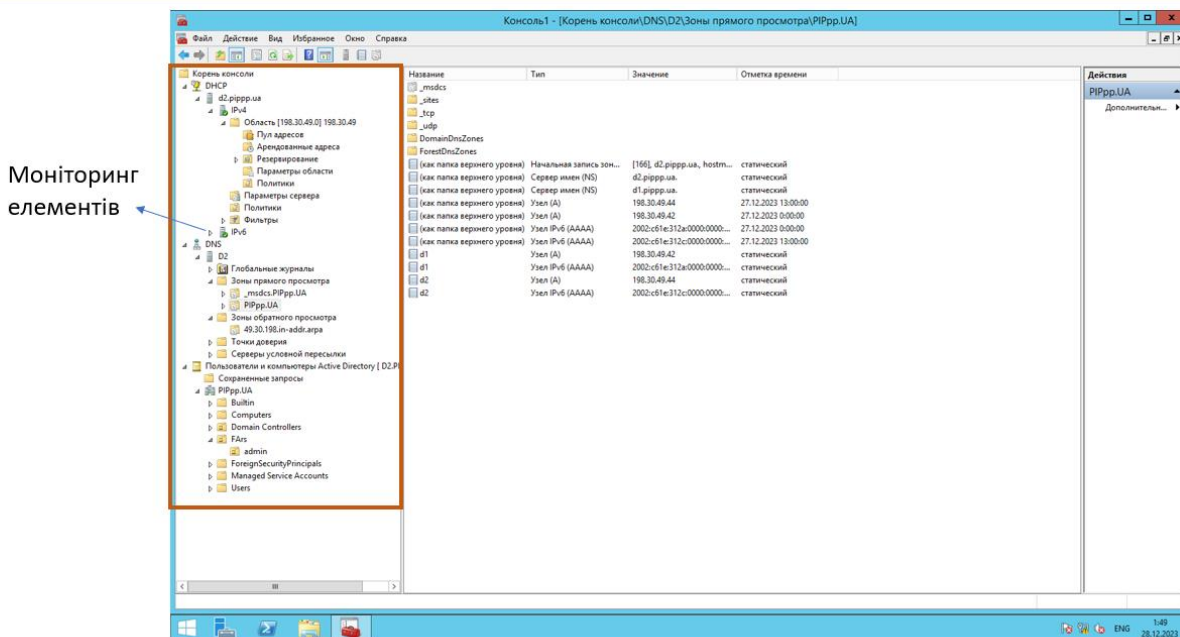 Моніторинг
елементів
Консоль1 - [Корень консоли\DNS\D2\Зоны прямого просмотра\PIPpp.UA]
Файл Действие Вид Избранное Окно Справка
Корень консоли
DHCP
d2.pippp.ua
IPv4
Область [198.30.49.0] 198.30.49
Пул адресов
Арендованные адреса
Резервирование
Параметры области
Политики
Параметры сервера
Политики
Фильтры
IPv6
DNS
D2
Глобальные журналы
Зоны прямого просмотра
_msdcs.PIPpp.UA
PIPpp.UA
Зоны обратного просмотра
49.30.198.in-addr.arpa
Точки доверия
Серверы условной пересылки
Пользователи и компьютеры Active Directory [ D2.PI
Сохраненные запросы
PIPpp.UA
Builtin
Computers
Domain Controllers
FArs
admin
ForeignSecurityPrincipals
Managed Service Accounts
Users
Название Тип Значение Отметка времени
_msdcs
_sites
_tcp
_udp
DomainDnsZones
ForestDnsZones
(как папка верхнего уровня) Начальная запись зон... [166], d2.pippp.ua., hostm... статический
(как папка верхнего уровня) Сервер имен (NS) d2.pippp.ua. статический
(как папка верхнего уровня) Сервер имен (NS) d1.pippp.ua. статический
(как папка верхнего уровня) Узел (A) 198.30.49.44 27.12.2023 13:00:00
(как папка верхнего уровня) Узел (A) 198.30.49.42 27.12.2023 0:00:00
(как папка верхнего уровня) Узел IPv6 (AAAA) 2002:c61e:312a:0000:0000:... 27.12.2023 0:00:00
(как папка верхнего уровня) Узел IPv6 (AAAA) 2002:c61e:312c:0000:0000:... 27.12.2023 13:00:00
d1 Узел (A) 198.30.49.42 статический
d1 Узел IPv6 (AAAA) 2002:c61e:312a:0000:0000:... статический
d2 Узел (A) 198.30.49.44 статический
d2 Узел IPv6 (AAAA) 2002:c61e:312c:0000:0000:... статический
Действия
PIPpp.UA
Дополнительн...
ENG
1:49
28.12.2023